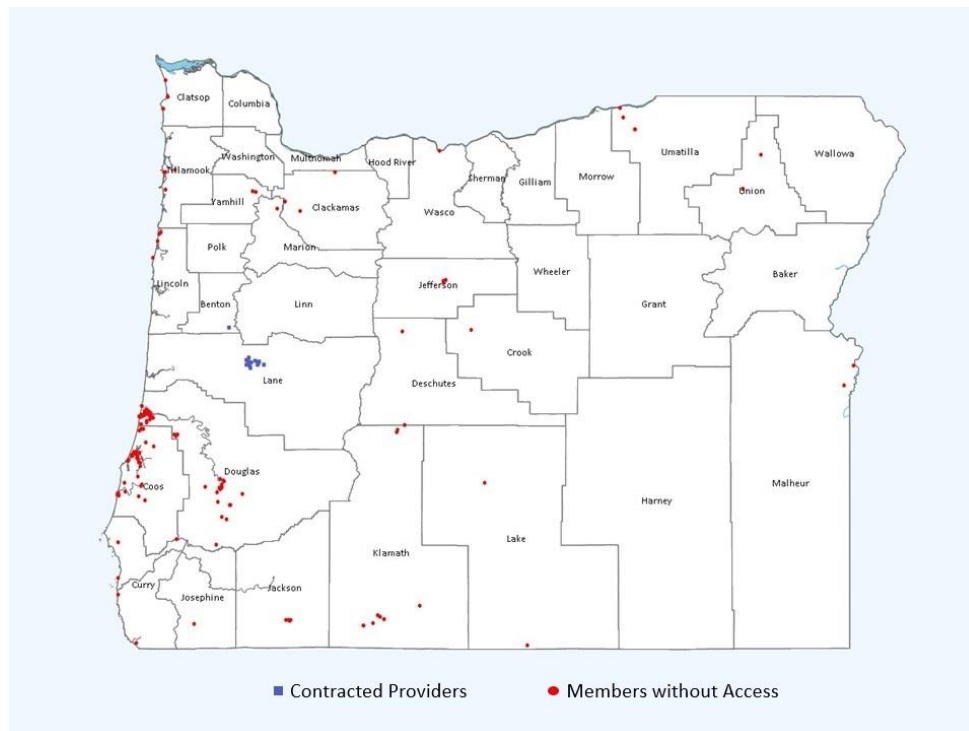 Clatsop
Columbia
Tillamook
Washington
Multnomah
Hood River
Sherman
Gilliam
Morrow
Umatilla
Union
Wallowa
Yamhill
Clackamas
Wasco
Polk
Marion
Lincoln
Benton
Linn
Jefferson
Wheeler
Grant
Baker
Lane
Deschutes
Crook
Coos
Douglas
Klamath
Lake
Harney
Malheur
Curry
Josephine
Jackson
Contracted Providers
Members without Access